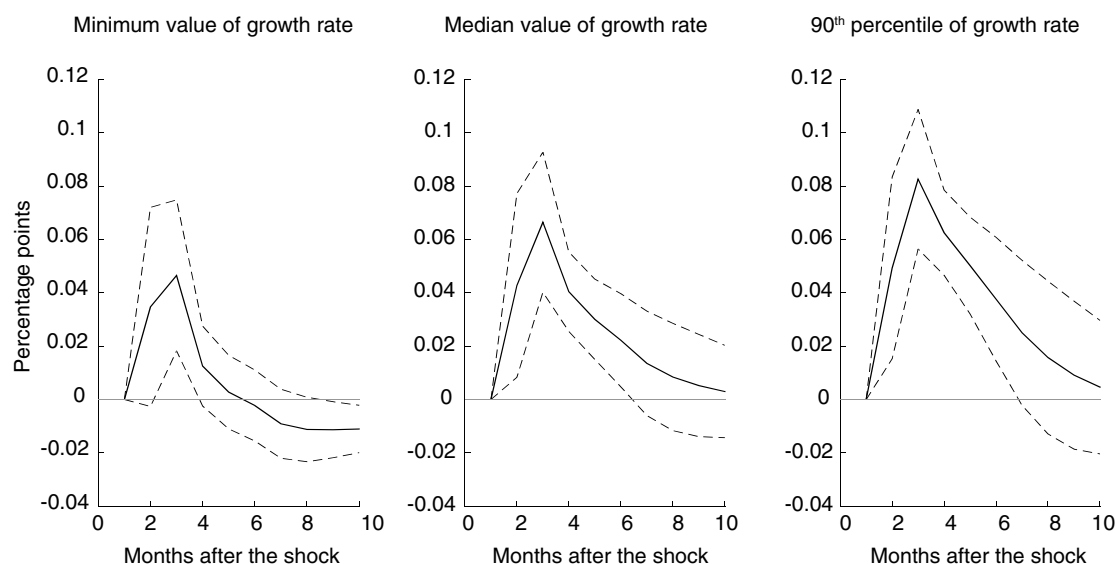 Minimum value of growth rate
Median value of growth rate
90th percentile of growth rate
Percentage points
0.12
0.1
0.08
0.06
0.04
0.02
0
-0.02
-0.04
0 2 4 6 8 10
Months after the shock
0.12
0.1
0.08
0.06
0.04
0.02
0
-0.02
-0.04
0 2 4 6 8 10
Months after the shock
0.12
0.1
0.08
0.06
0.04
0.02
0
-0.02
-0.04
0 2 4 6 8 10
Months after the shock